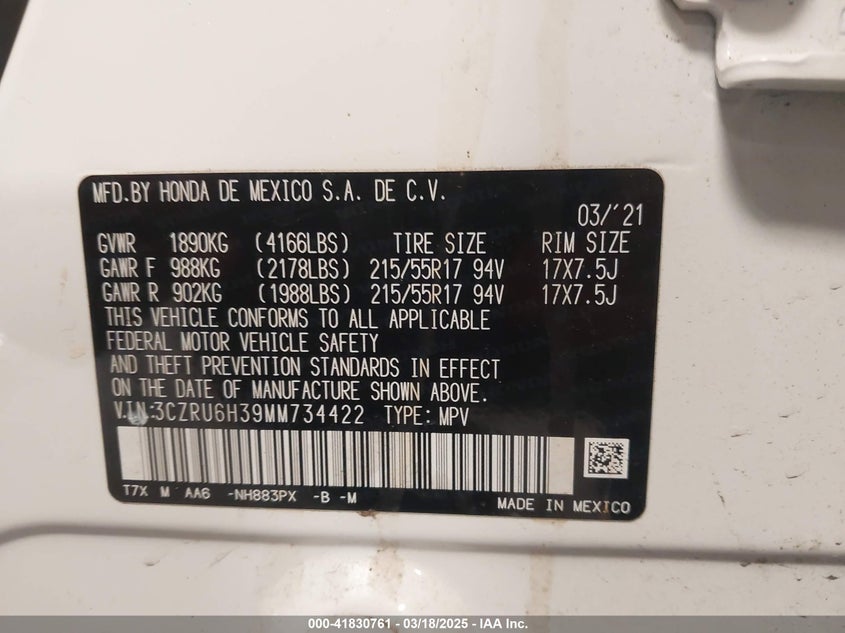 MFD.BY HONDA DE MEXICO S.A. DE C.V.
03/'21
GVWR 1890KG (4166LBS) TIRE SIZE RIM SIZE
GAWR F 988KG (2178LBS) 215/55R17 94V 17X7.5J
GAWR R 902KG (1988LBS) 215/55R17 94V 17X7.5J
THIS VEHICLE CONFORMS TO ALL APPLICABLE
FEDERAL MOTOR VEHICLE SAFETY
AND THEFT PREVENTION STANDARDS IN EFFECT
ON THE DATE OF MANUFACTURE SHOWN ABOVE.
V.I.N:3CZRU6H39MM734422 TYPE: MPV
T7X M AA6 -NH883PX -B -M
MADE IN MEXICO
000-41830761 - 03/18/2025 - IAA Inc.